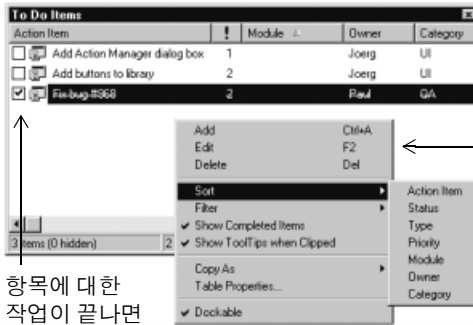 To Do Items
Action Item ! Module Owner Category
Add Action Manager dialog box 1 Joerg UI
Add buttons to library 2 Joerg UI
Fix bug #368 2 Paul QA
Add Ctrl+A
Edit F2
Delete Del
Sort
Filter
Show Completed Items
Show ToolTips when Clipped
Copy As
Table Properties...
Dockable
Action Item
Status
Type
Priority
Module
Owner
Category
3 items (0 hidden) 2
항목에 대한
작업이 끝나면